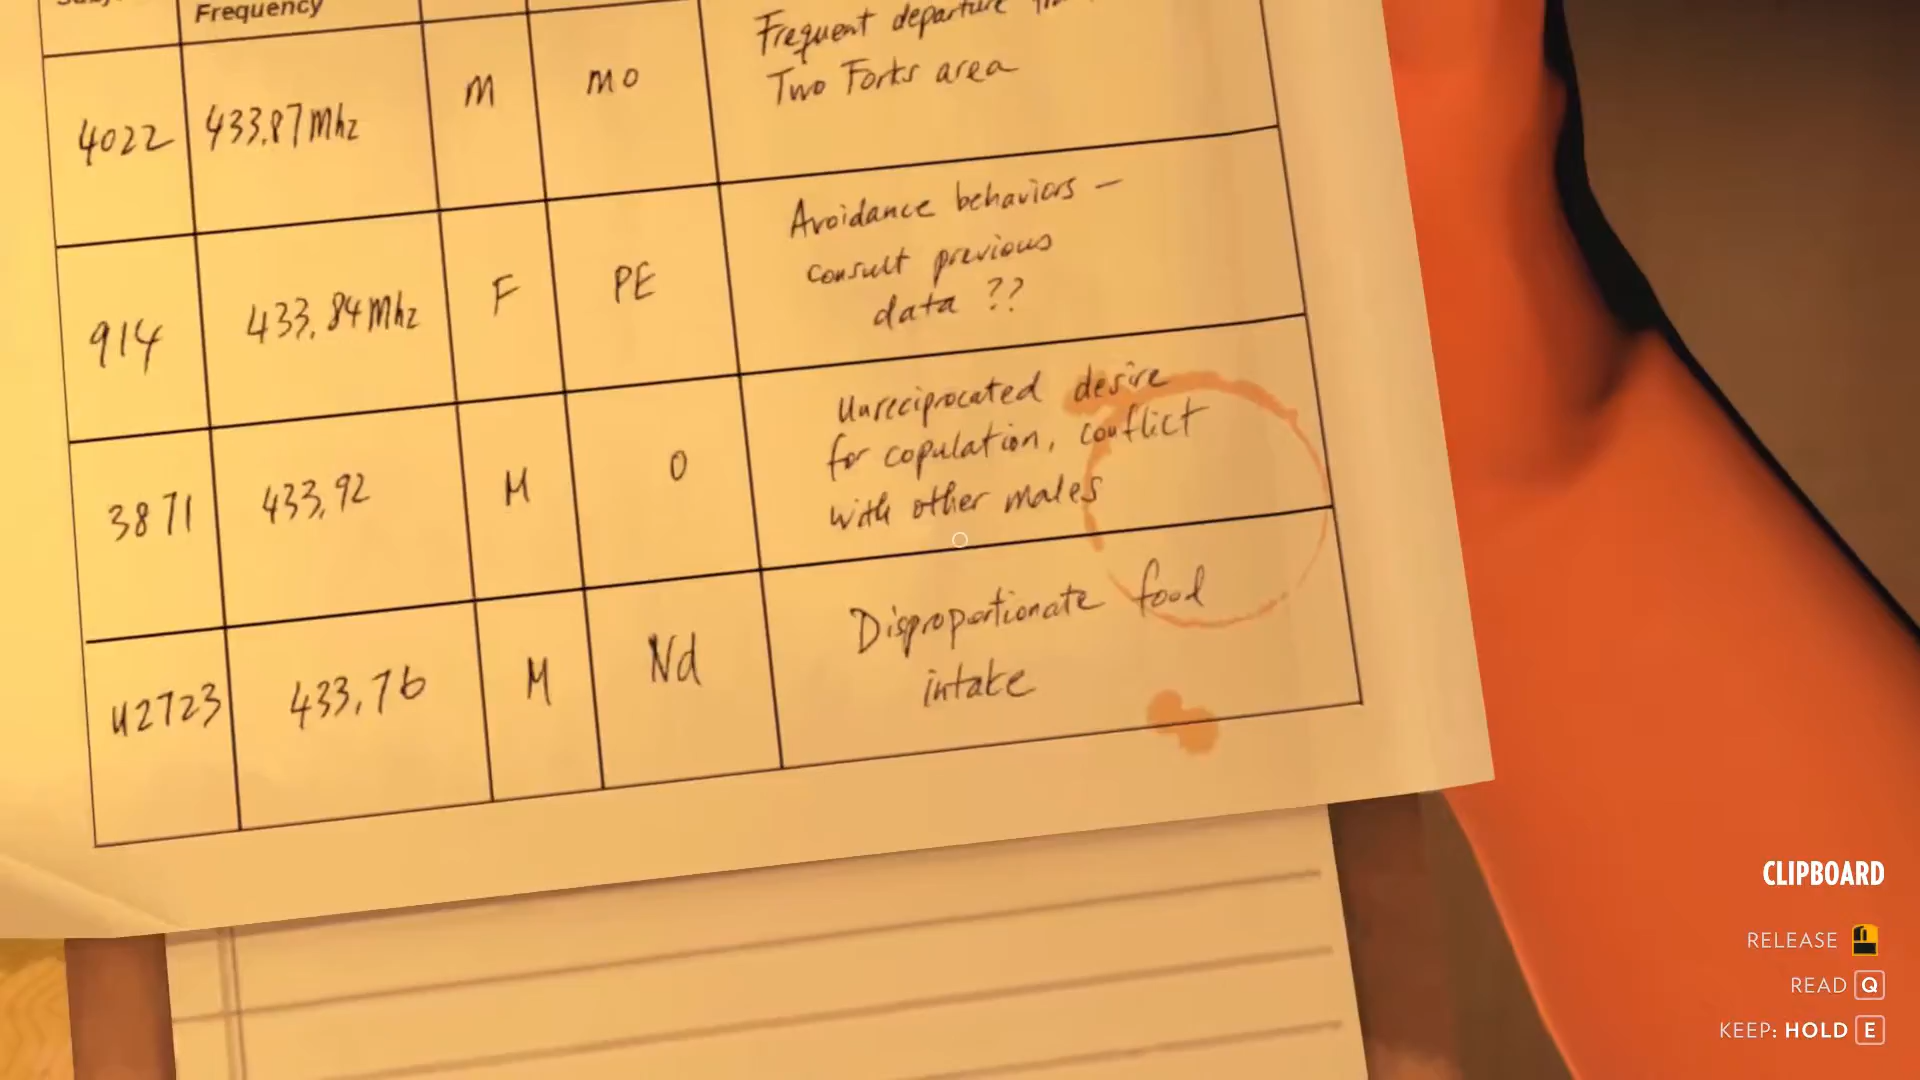 Frequency
4022
433.87Mhz
M
MO
Frequent departure
Two Forks area
914
433.84Mhz
F
PE
Avoidance behaviors –
consult previous
data ??
3871
433.92
M
O
Unreciprocated desire
for copulation, conflict
with other males
U2723
433.76
M
Nd
Disproportionate food
intake
CLIPBOARD
RELEASE
READ Q
KEEP: HOLD E